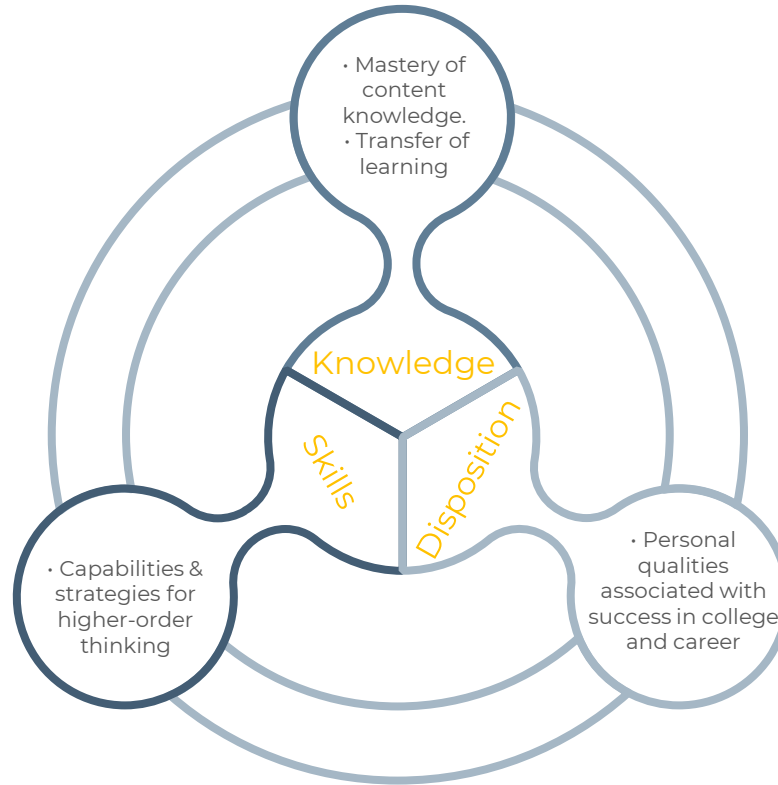 · Mastery of
content
knowledge.
· Transfer of
learning
Knowledge
Skills
Disposition
· Capabilities &
strategies for
higher-order
thinking
· Personal
qualities
associated with
success in college
and career